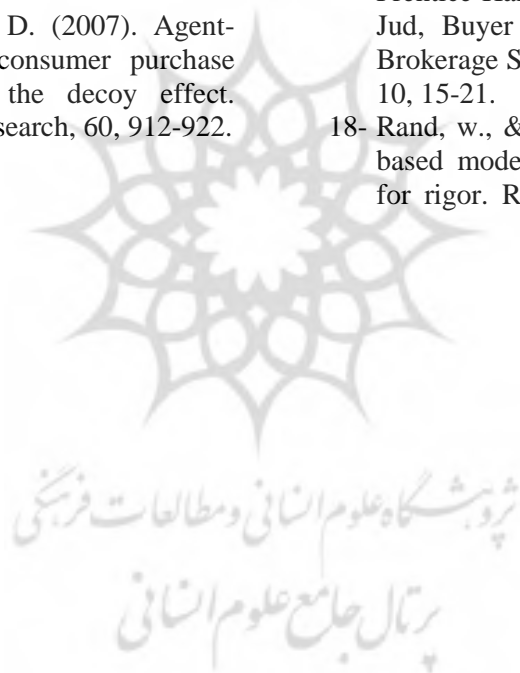 D. (2007). Agent-
consumer purchase
the decoy effect.
search, 60, 912-922.
Jud, Buyer
Brokerage S
10, 15-21.
18- Rand, w., &
based mode
for rigor. R
پژوهشگاه علوم انسانی و مطالعات فرهنگی
پرتال جامع علوم انسانی